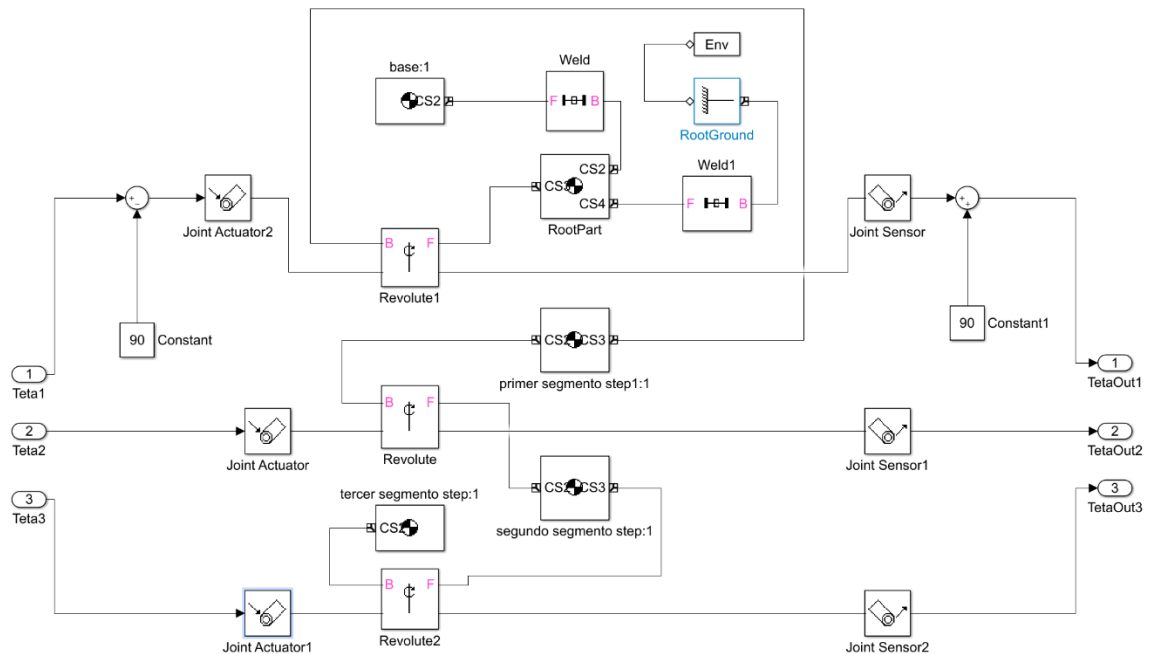 Env
Weld
base:1
CS2
F B
RootGround
CS2
Weld1
CS3
CS4
F B
RootPart
Joint Actuator2
Joint Sensor
B F
Revolute1
90
Constant
90
Constant1
CS2 CS3
primer segmento step1:1
1
Teta1
1
TetaOut1
B F
2
Teta2
Joint Actuator
Revolute
Joint Sensor1
2
TetaOut2
CS2 CS3
segundo segmento step:1
3
Teta3
tercer segmento step:1
CS2
3
TetaOut3
B F
Joint Actuator1
Revolute2
Joint Sensor2